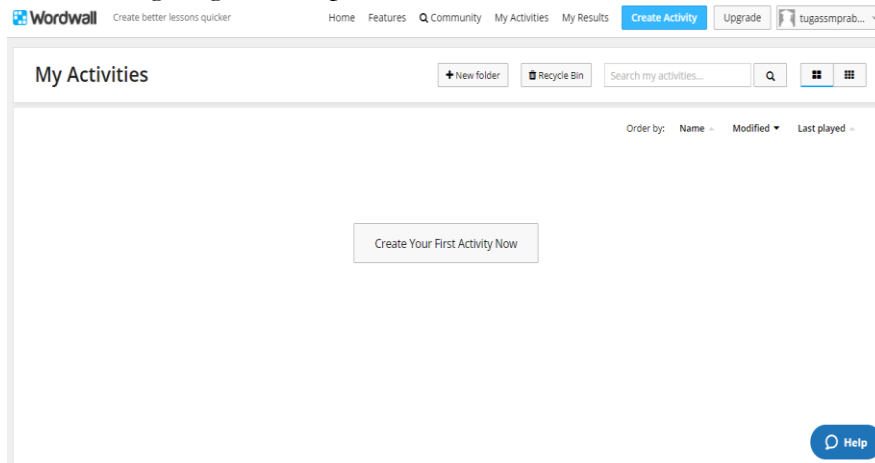 Wordwall Create better lessons quicker Home Features Community My Activities My Results Create Activity Upgrade tugassmprab...
My Activities + New folder Recycle Bin Search my activities...
Order by: Name Modified Last played
Create Your First Activity Now
Help